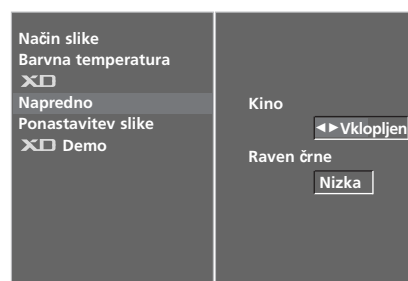 Način slike
Barvna temperatura
XD
Napredno
Ponastavitev slike
XD Demo
Kino
◄► Vklopljen
Raven črne
Nizka